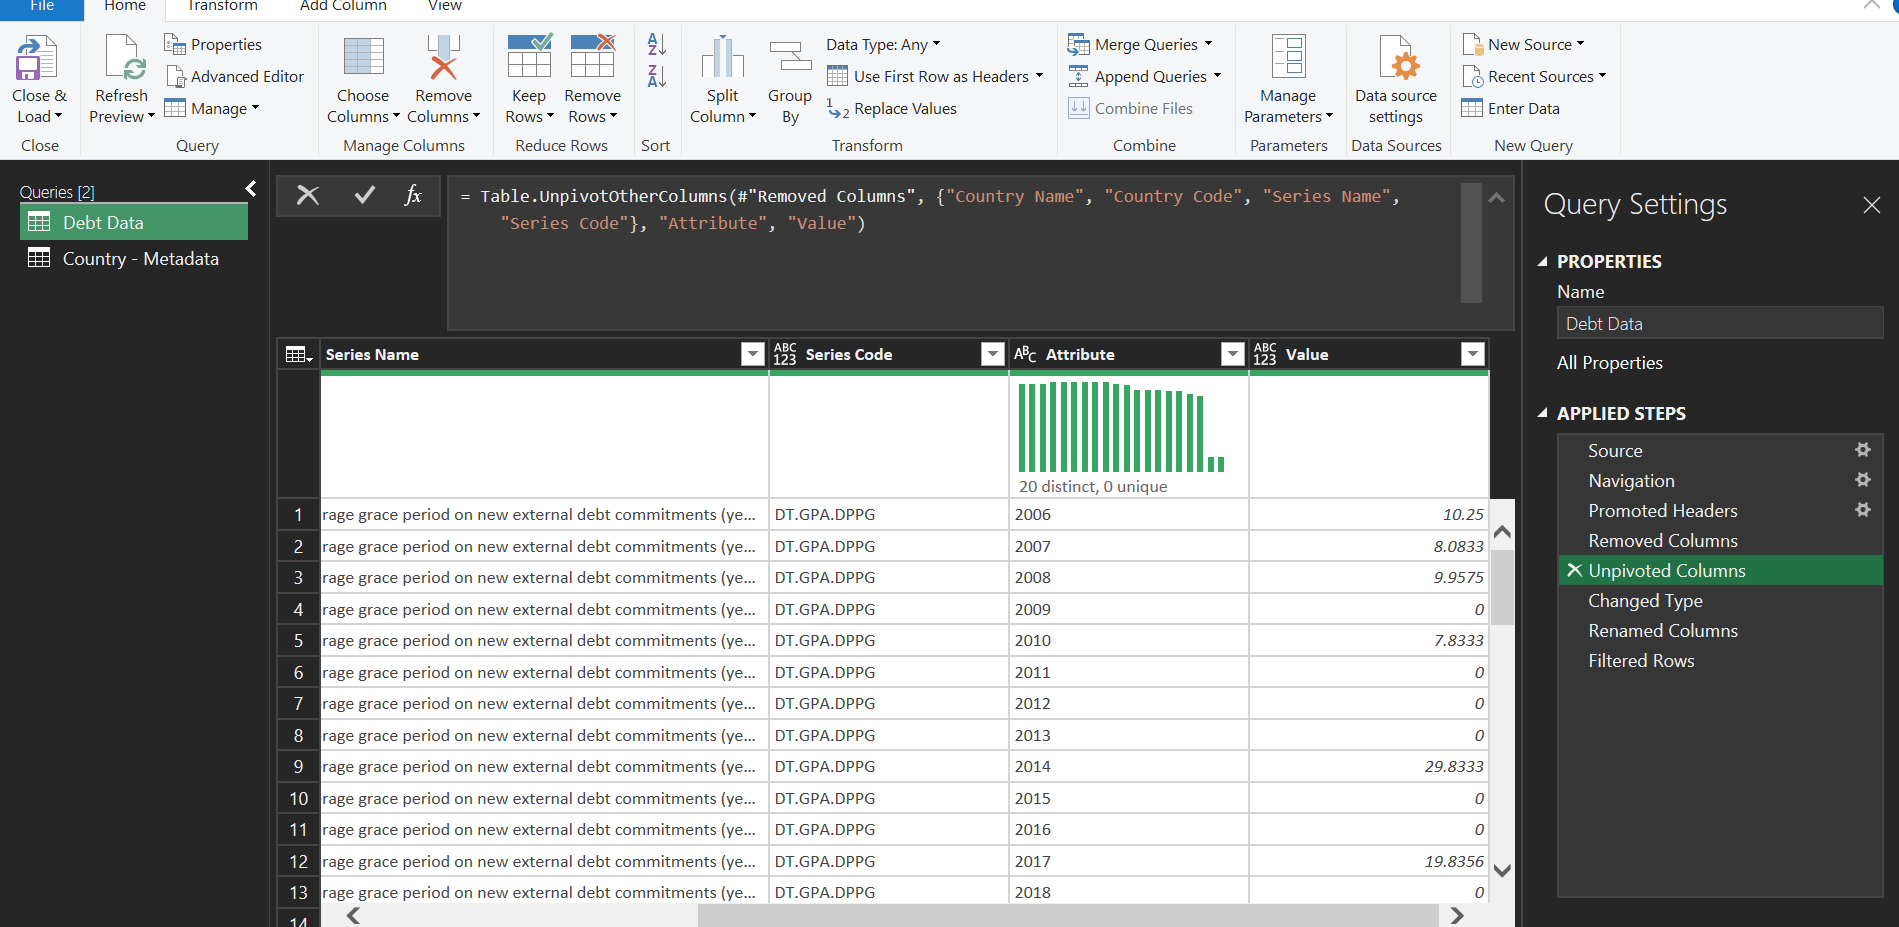 File Home Transform Add Column View
Close & Load
Close
Refresh Preview
Properties
Advanced Editor
Manage
Query
Choose Columns
Remove Columns
Manage Columns
Keep Rows
Remove Rows
Reduce Rows
A Z
Z A
Sort
Split Column
Group By
Data Type: Any
Use First Row as Headers
1 2 Replace Values
Transform
Merge Queries
Append Queries
Combine Files
Combine
Manage Parameters
Parameters
Data source settings
Data Sources
New Source
Recent Sources
Enter Data
New Query
Queries [2]
Debt Data
Country - Metadata
fx
= Table.UnpivotOtherColumns(#"Removed Columns", {"Country Name", "Country Code", "Series Name",
"Series Code"}, "Attribute", "Value")
Series Name ABC 123 Series Code ABC Attribute ABC 123 Value
20 distinct, 0 unique
1 rage grace period on new external debt commitments (ye... DT.GPA.DPPG 2006 10.25
2 rage grace period on new external debt commitments (ye... DT.GPA.DPPG 2007 8.0833
3 rage grace period on new external debt commitments (ye... DT.GPA.DPPG 2008 9.9575
4 rage grace period on new external debt commitments (ye... DT.GPA.DPPG 2009 0
5 rage grace period on new external debt commitments (ye... DT.GPA.DPPG 2010 7.8333
6 rage grace period on new external debt commitments (ye... DT.GPA.DPPG 2011 0
7 rage grace period on new external debt commitments (ye... DT.GPA.DPPG 2012 0
8 rage grace period on new external debt commitments (ye... DT.GPA.DPPG 2013 0
9 rage grace period on new external debt commitments (ye... DT.GPA.DPPG 2014 29.8333
10 rage grace period on new external debt commitments (ye... DT.GPA.DPPG 2015 0
11 rage grace period on new external debt commitments (ye... DT.GPA.DPPG 2016 0
12 rage grace period on new external debt commitments (ye... DT.GPA.DPPG 2017 19.8356
13 rage grace period on new external debt commitments (ye... DT.GPA.DPPG 2018 0
14
Query Settings
PROPERTIES
Name
Debt Data
All Properties
APPLIED STEPS
Source
Navigation
Promoted Headers
Removed Columns
Unpivoted Columns
Changed Type
Renamed Columns
Filtered Rows